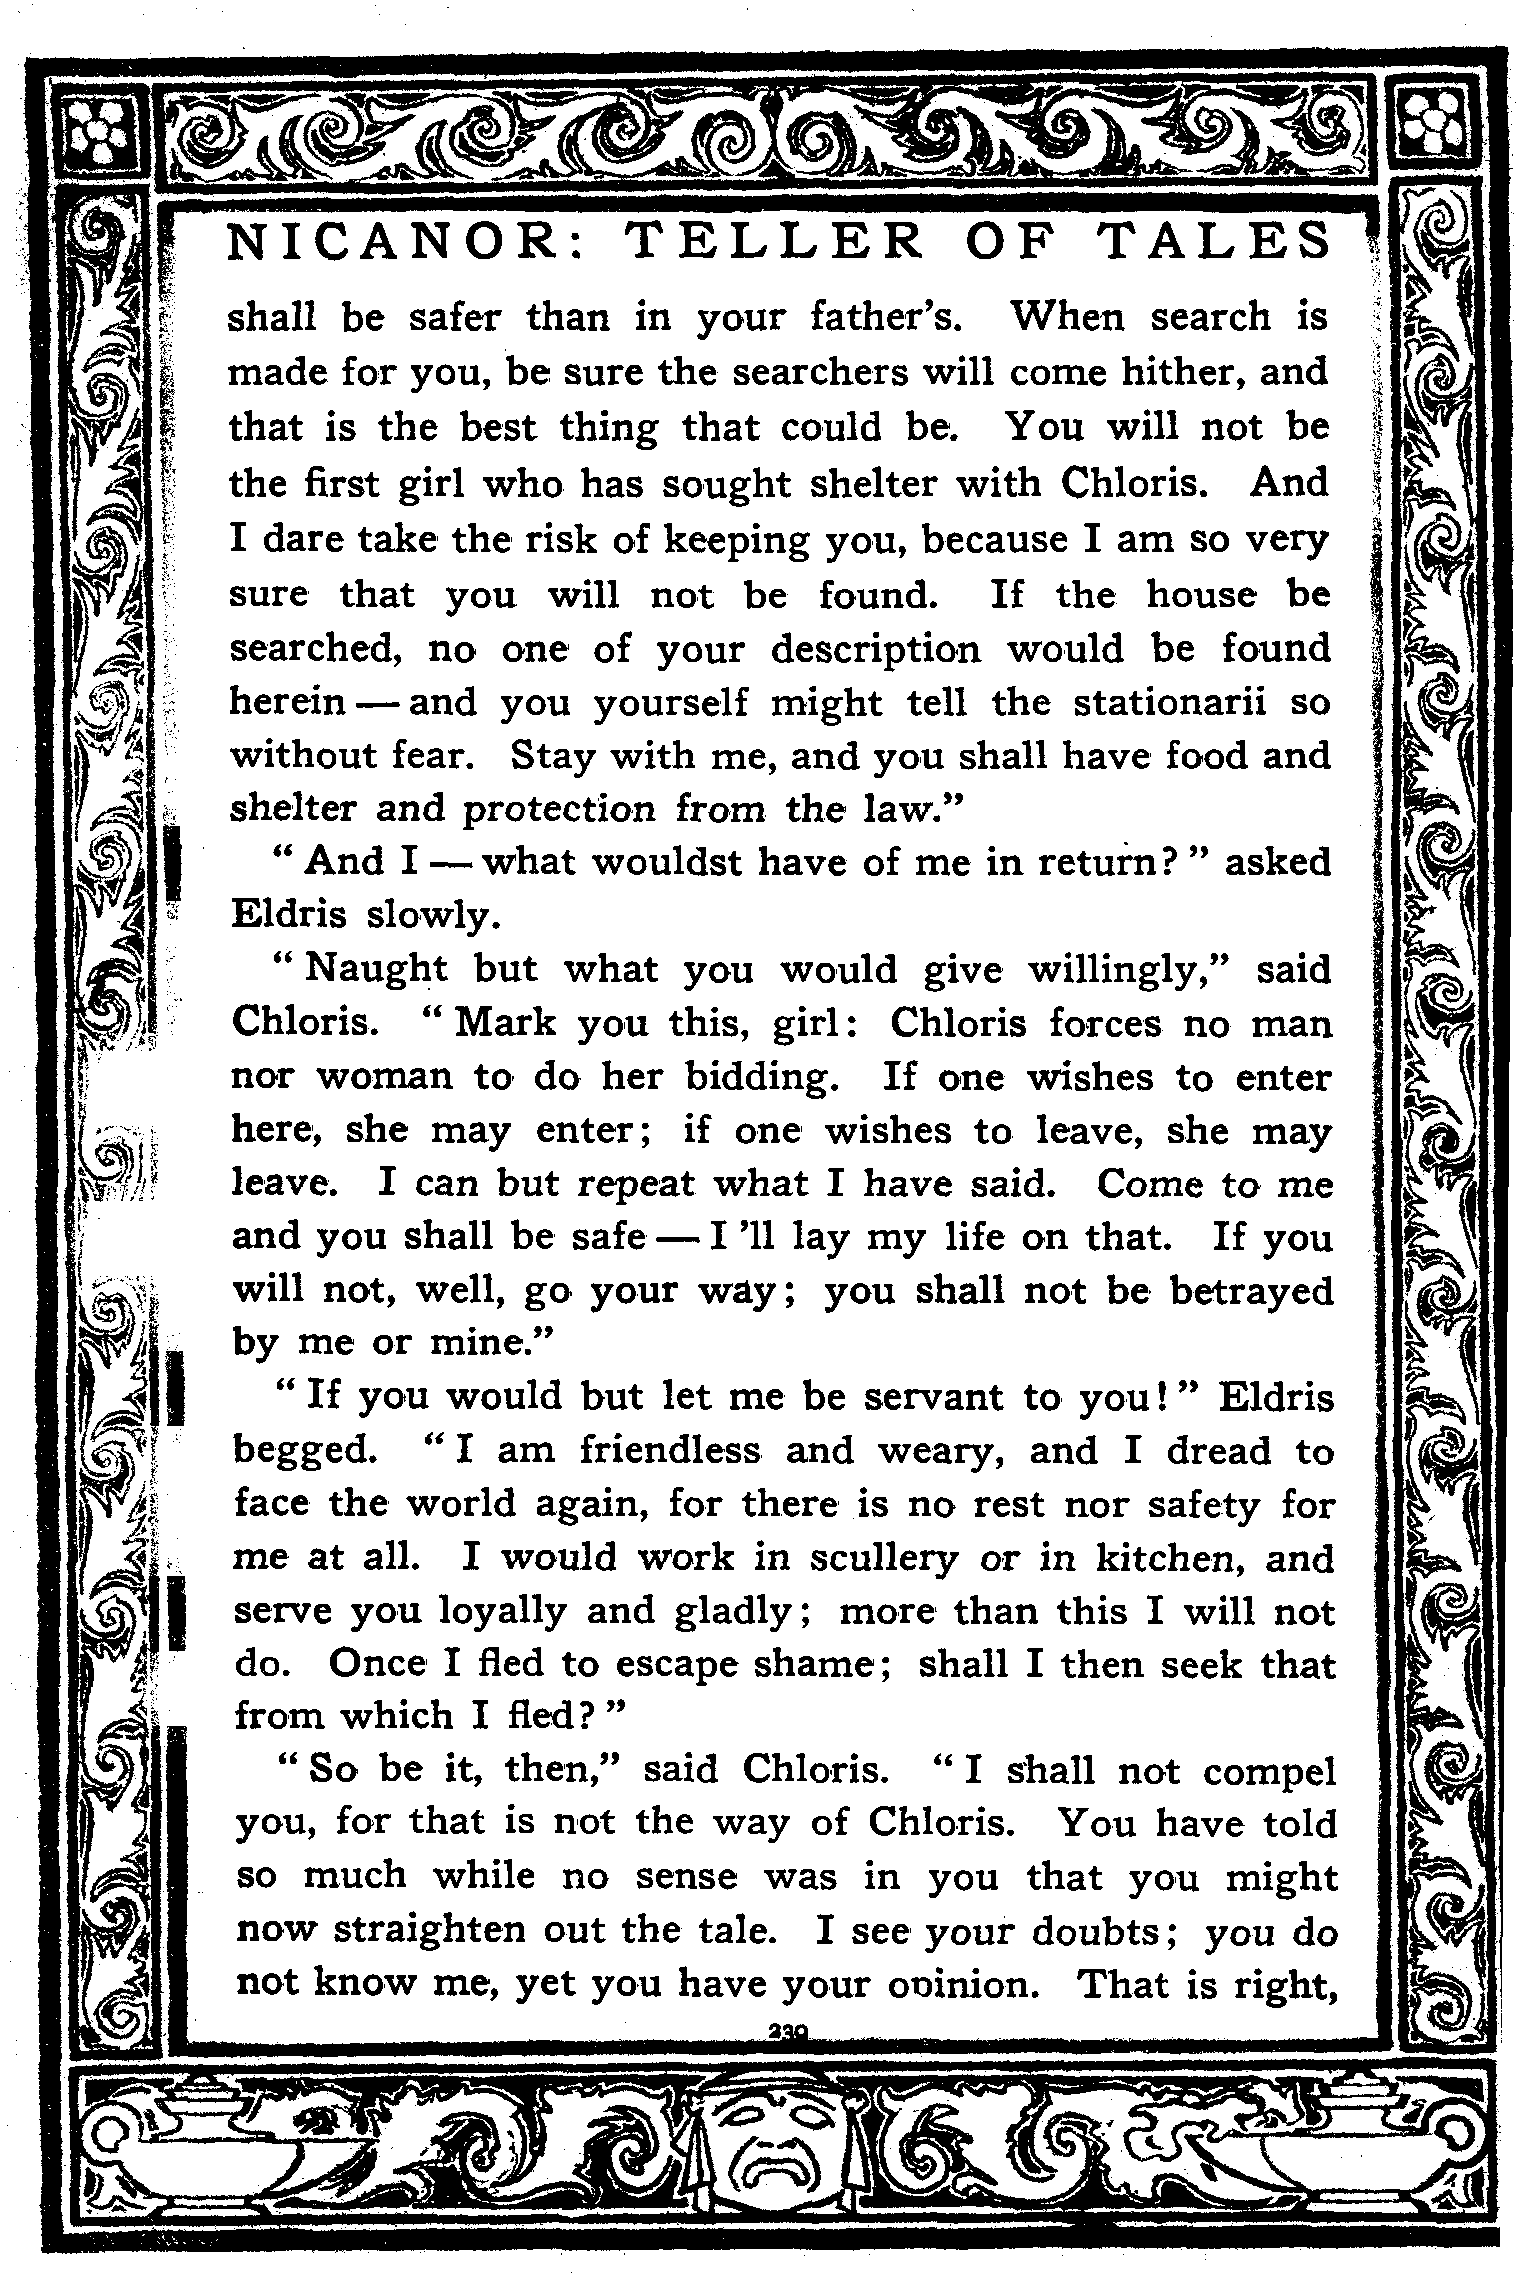 NICANOR: TELLER OF TALES
shall be safer than in your father's. When search is
made for you, be sure the searchers will come hither, and
that is the best thing that could be. You will not be
the first girl who has sought shelter with Chloris. And
I dare take the risk of keeping you, because I am so very
sure that you will not be found. If the house be
searched, no one of your description would be found
herein — and you yourself might tell the stationarii so
without fear. Stay with me, and you shall have food and
shelter and protection from the law.”
“ And I — what wouldst have of me in return? ” asked
Eldris slowly.
“ Naught but what you would give willingly,” said
Chloris. “ Mark you this, girl: Chloris forces no man
nor woman to do her bidding. If one wishes to enter
here, she may enter; if one wishes to leave, she may
leave. I can but repeat what I have said. Come to me
and you shall be safe — I 'll lay my life on that. If you
will not, well, go your way; you shall not be betrayed
by me or mine.”
“ If you would but let me be servant to you! ” Eldris
begged. “ I am friendless and weary, and I dread to
face the world again, for there is no rest nor safety for
me at all. I would work in scullery or in kitchen, and
serve you loyally and gladly; more than this I will not
do. Once I fled to escape shame; shall I then seek that
from which I fled? ”
“ So be it, then,” said Chloris. “ I shall not compel
you, for that is not the way of Chloris. You have told
so much while no sense was in you that you might
now straighten out the tale. I see your doubts; you do
not know me, yet you have your opinion. That is right,
239